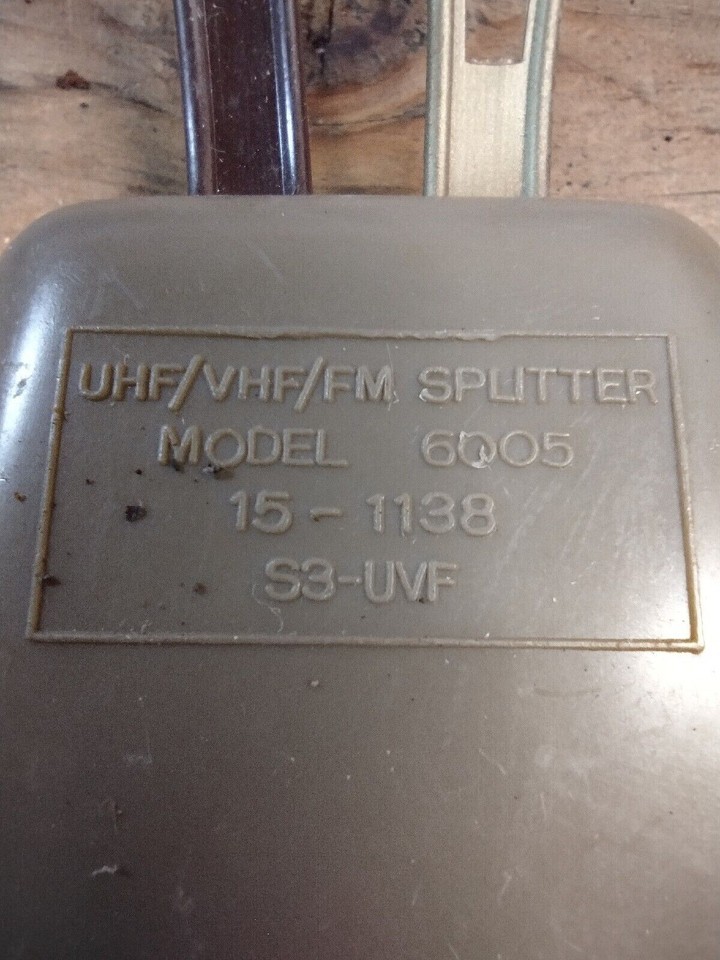 UHF/VHF/FM SPLITTER
MODEL 6005
15-1138
S3-UVF